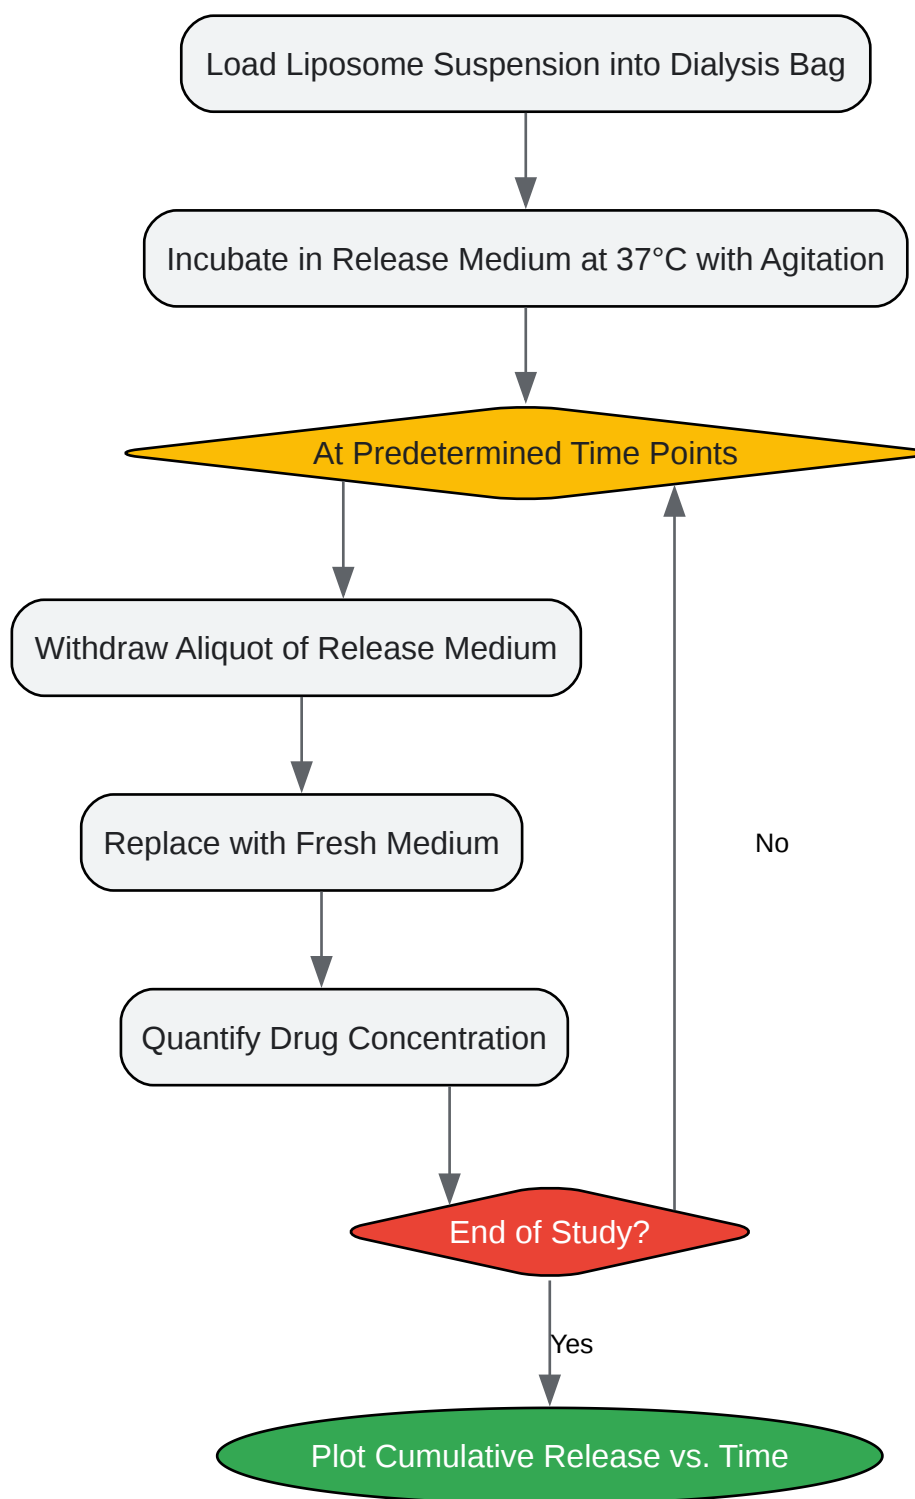 Load Liposome Suspension into Dialysis Bag
Incubate in Release Medium at 37°C with Agitation
At Predetermined Time Points
Withdraw Aliquot of Release Medium
Replace with Fresh Medium
No
Quantify Drug Concentration
End of Study?
Yes
Plot Cumulative Release vs. Time